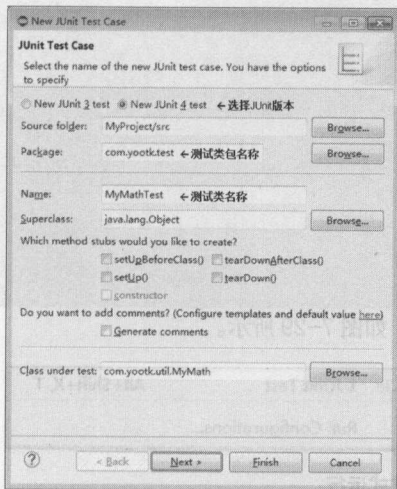 New JUnit Test Case
JUnit Test Case
Select the name of the new JUnit test case. You have the options
to specify
New JUnit 3 test New JUnit 4 test ←选择JUnit版本
Source folder: MyProject/src Browse...
Package: com.yootk.test ←测试类包名称 Browse...
Name: MyMathTest ←测试类名称
Superclass: java.lang.Object Browse...
Which method stubs would you like to create?
setUpBeforeClass() tearDownAfterClass()
setUp() tearDown()
constructor
Do you want to add comments? (Configure templates and default value here)
Generate comments
Class under test: com.yootk.util.MyMath Browse...
? < Back Next > Finish Cancel